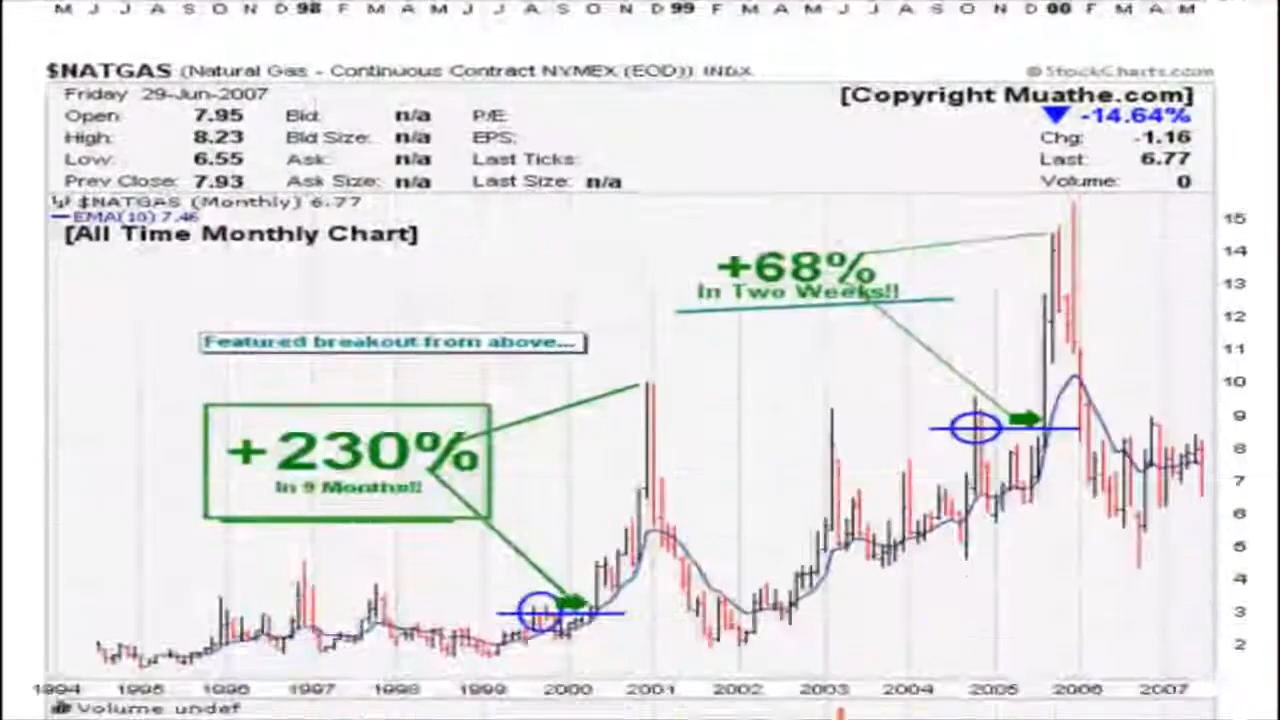 M J J A S O N D 98 F M A M J J A S O N D 99 F M A M J J A S O N D 00 F M A M
$NATGAS (Natural Gas - Continuous Contract NYMEX (EOD)) INDX © StockCharts.com
Friday 29-Jun-2007 [Copyright Muathe.com]
Open: 7.95 Bid: n/a P/E: ▼ -14.64%
High: 8.23 Bid Size: n/a EPS: Chg: -1.16
Low: 6.55 Ask: n/a Last Ticks: Last: 6.77
Prev Close: 7.93 Ask Size: n/a Last Size: n/a Volume: 0
$NATGAS (Monthly) 6.77
EMA(10) 7.46
[All Time Monthly Chart]
+68%
In Two Weeks!!
Featured breakout from above...
+230%
In 9 Months!!!
15
14
13
12
11
10
9
8
7
6
5
4
3
2
1994 1995 1996 1997 1998 1999 2000 2001 2002 2003 2004 2005 2006 2007
Volume undef